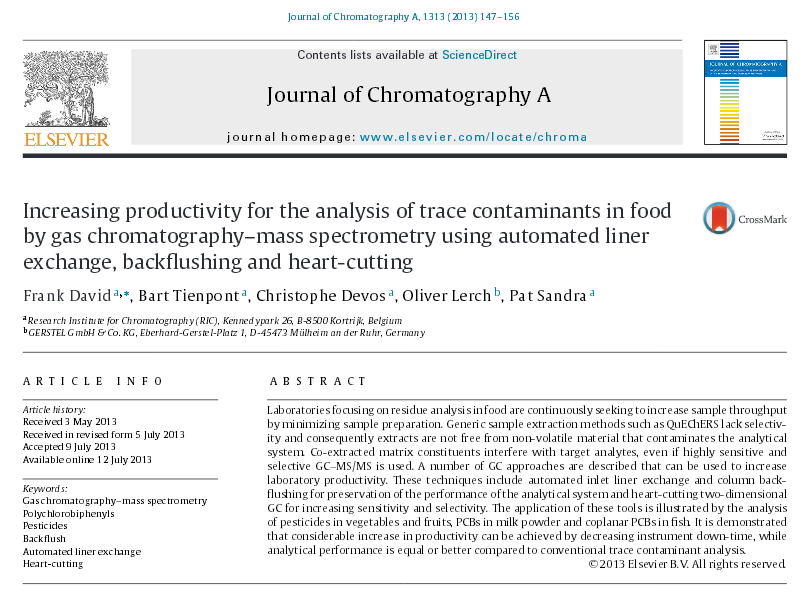 Journal of Chromatography A, 1313 (2013) 147–156
Contents lists available at ScienceDirect
Journal of Chromatography A
journal homepage: www.elsevier.com/locate/chroma
ELSEVIER
JOURNAL OF CHROMATOGRAPHY A
Increasing productivity for the analysis of trace contaminants in food
by gas chromatography–mass spectrometry using automated liner
exchange, backflushing and heart-cutting
CrossMark
Frank David a,*, Bart Tienpont a, Christophe Devos a, Oliver Lerch b, Pat Sandra a
a Research Institute for Chromatography (RIC), Kennedypark 26, B-8500 Kortrijk, Belgium
b GERSTEL GmbH & Co. KG, Eberhard-Gerstel-Platz 1, D-45473 Mülheim an der Ruhr, Germany
ARTICLE INFO
Article history:
Received 3 May 2013
Received in revised form 5 July 2013
Accepted 9 July 2013
Available online 12 July 2013
Keywords:
Gas chromatography–mass spectrometry
Polychlorobiphenyls
Pesticides
Backflush
Automated liner exchange
Heart-cutting
ABSTRACT
Laboratories focusing on residue analysis in food are continuously seeking to increase sample throughput
by minimizing sample preparation. Generic sample extraction methods such as QuEChERS lack selectiv-
ity and consequently extracts are not free from non-volatile material that contaminates the analytical
system. Co-extracted matrix constituents interfere with target analytes, even if highly sensitive and
selective GC–MS/MS is used. A number of GC approaches are described that can be used to increase
laboratory productivity. These techniques include automated inlet liner exchange and column back-
flushing for preservation of the performance of the analytical system and heart-cutting two-dimensional
GC for increasing sensitivity and selectivity. The application of these tools is illustrated by the analysis
of pesticides in vegetables and fruits, PCBs in milk powder and coplanar PCBs in fish. It is demonstrated
that considerable increase in productivity can be achieved by decreasing instrument down-time, while
analytical performance is equal or better compared to conventional trace contaminant analysis.
© 2013 Elsevier B.V. All rights reserved.